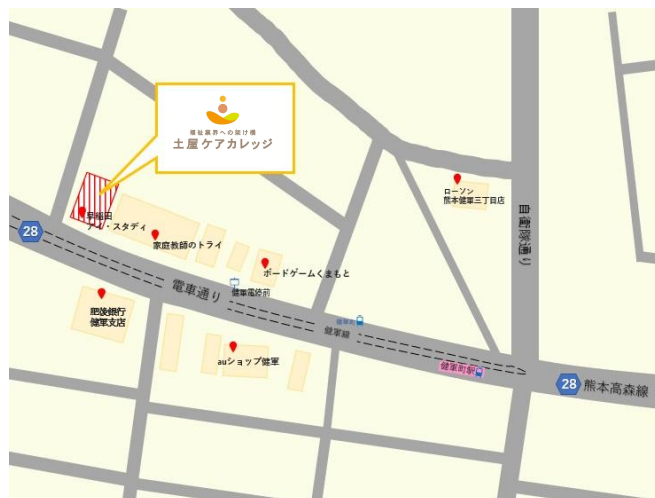 福祉業界への架け橋
土屋ケアカレッジ
ローソン
熊本健軍三丁目店
自衛隊通り
早稲田
アイ・スタディ
28
家庭教師のトライ
ボードゲームくまもと
電車通り
健軍電停前
肥後銀行
健軍支店
健軍町
健軍線
auショップ健軍
健軍町駅
28
熊本高森線